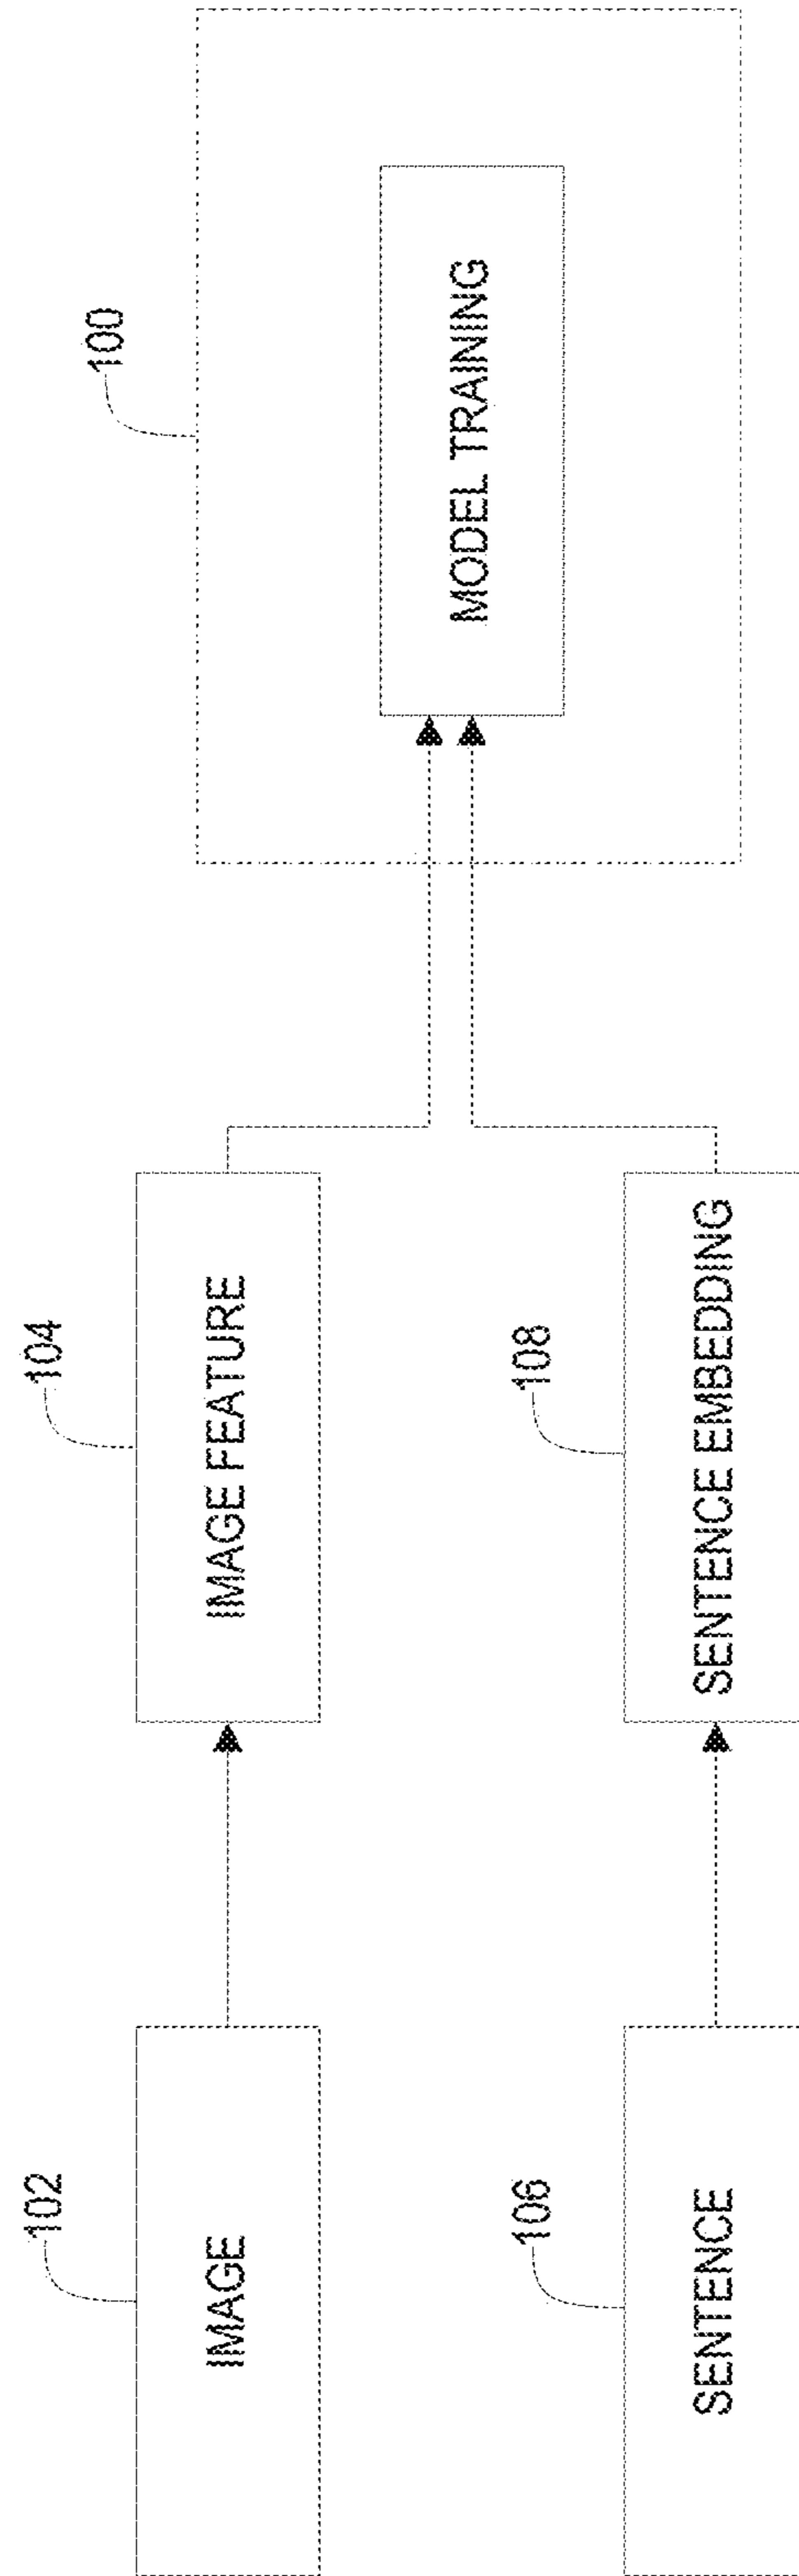 102
IMAGE
104
IMAGE FEATURE
100
MODEL TRAINING
106
SENTENCE
108
SENTENCE EMBEDDING